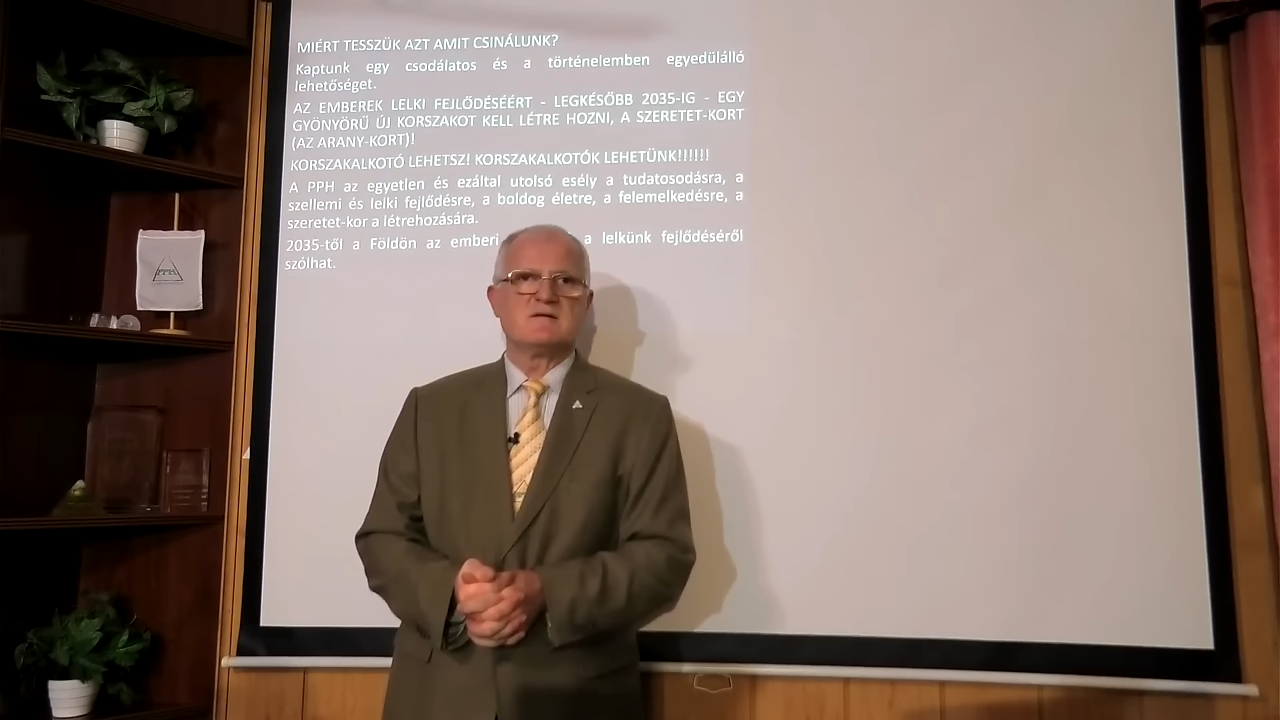 MIÉRT TESSZÜK AZT AMIT CSINÁLUNK?
Kaptunk egy csodálatos és a történelemben egyedülálló
lehetőséget.
AZ EMBEREK LELKI FEJLŐDÉSÉÉRT - LEGKÉSŐBB 2035-IG - EGY
GYÖNYÖRŰ ÚJ KORSZAKOT KELL LÉTRE HOZNI, A SZERETET-KORT
(AZ ARANY-KORT)!
KORSZAKALKOTÓ LEHETSZ! KORSZAKALKOTÓK LEHETÜNK!!!!!!
A PPH az egyetlen és ezáltal utolsó esély a tudatosodásra, a
szellemi és lelki fejlődésre, a boldog életre, a felemelkedésre, a
szeretet-kor a létrehozására.
2035-től a Földön az emberi a lelkünk fejlődéséről
szólhat.
PPH